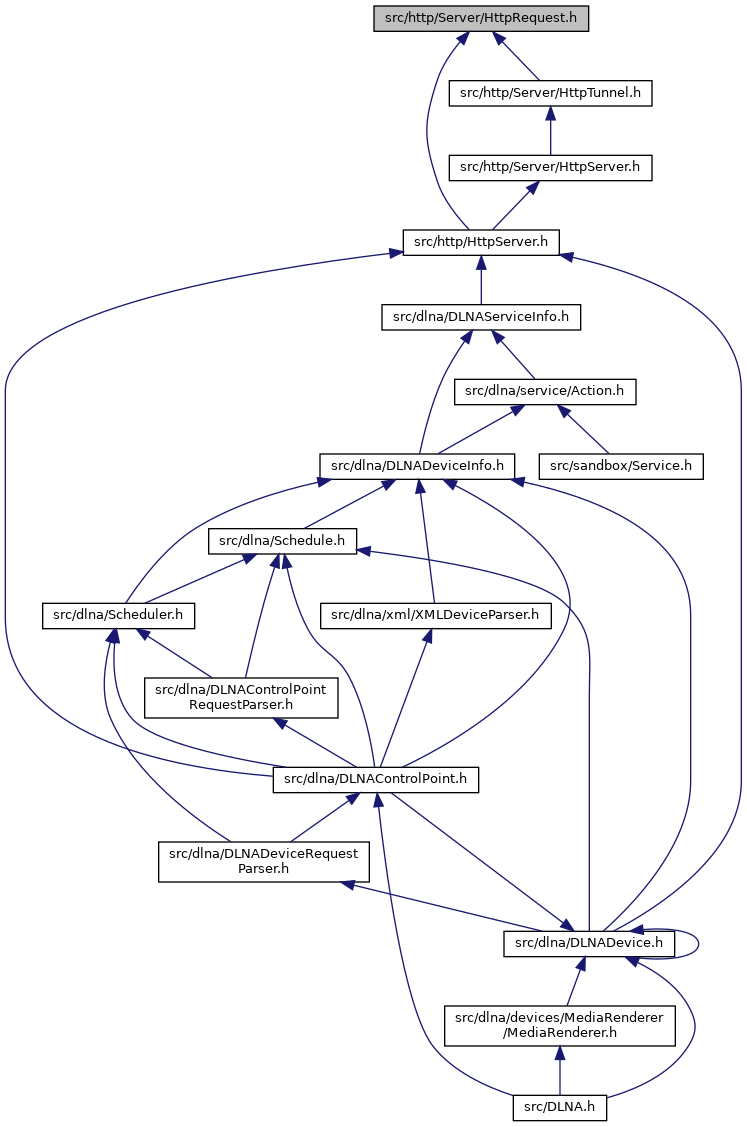 src/http/Server/HttpRequest.h
src/http/Server/HttpTunnel.h
src/http/Server/HttpServer.h
src/http/HttpServer.h
src/dlna/DLNAServiceInfo.h
src/dlna/service/Action.h
src/dlna/DLNADeviceInfo.h
src/sandbox/Service.h
src/dlna/Schedule.h
src/dlna/Scheduler.h
src/dlna/xml/XMLDeviceParser.h
src/dlna/DLNAControlPoint
RequestParser.h
src/dlna/DLNAControlPoint.h
src/dlna/DLNADeviceRequest
Parser.h
src/dlna/DLNADevice.h
src/dlna/devices/MediaRenderer
/MediaRenderer.h
src/DLNA.h